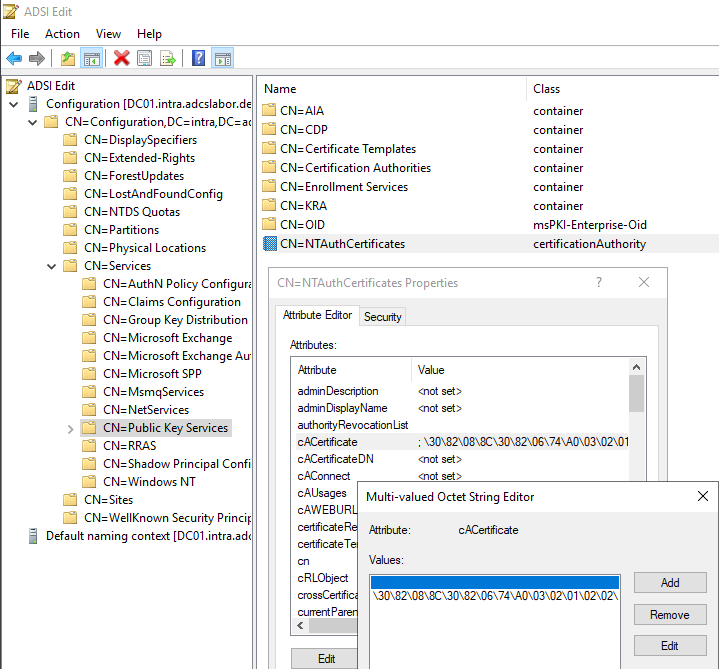 ADSI Edit
File Action View Help
ADSI Edit
Configuration [DC01.intra.adcslabor.de
CN=Configuration,DC=intra,DC=ac
CN=DisplaySpecifiers
CN=Extended-Rights
CN=ForestUpdates
CN=LostAndFoundConfig
CN=NTDS Quotas
CN=Partitions
CN=Physical Locations
CN=Services
CN=AuthN Policy Configura
CN=Claims Configuration
CN=Group Key Distribution
CN=Microsoft Exchange
CN=Microsoft Exchange Au
CN=Microsoft SPP
CN=MsmqServices
CN=NetServices
CN=Public Key Services
CN=RRAS
CN=Shadow Principal Confi
CN=Windows NT
CN=Sites
CN=WellKnown Security Princip
Default naming context [DC01.intra.ad
Name Class
CN=AIA container
CN=CDP container
CN=Certificate Templates container
CN=Certification Authorities container
CN=Enrollment Services container
CN=KRA container
CN=OID msPKI-Enterprise-Oid
CN=NTAuthCertificates certificationAuthority
CN=NTAuthCertificates Properties ?
Attribute Editor Security
Attributes:
Attribute Value
adminDescription <not set>
adminDisplayName <not set>
authorityRevocationList
cACertificate ; \30\82\08\8C\30\82\06\74\A0\03\02\01
cACertificateDN <not set>
cAConnect <not set>
cAUsages
cAWEBURL
certificateRe
certificateTe
cn
cRLObject
crossCertifica
currentParen
Edit
Multi-valued Octet String Editor
Attribute: cACertificate
Values:
\30\82\08\8C\30\82\06\74\A0\03\02\01\02\02\
Add
Remove
Edit